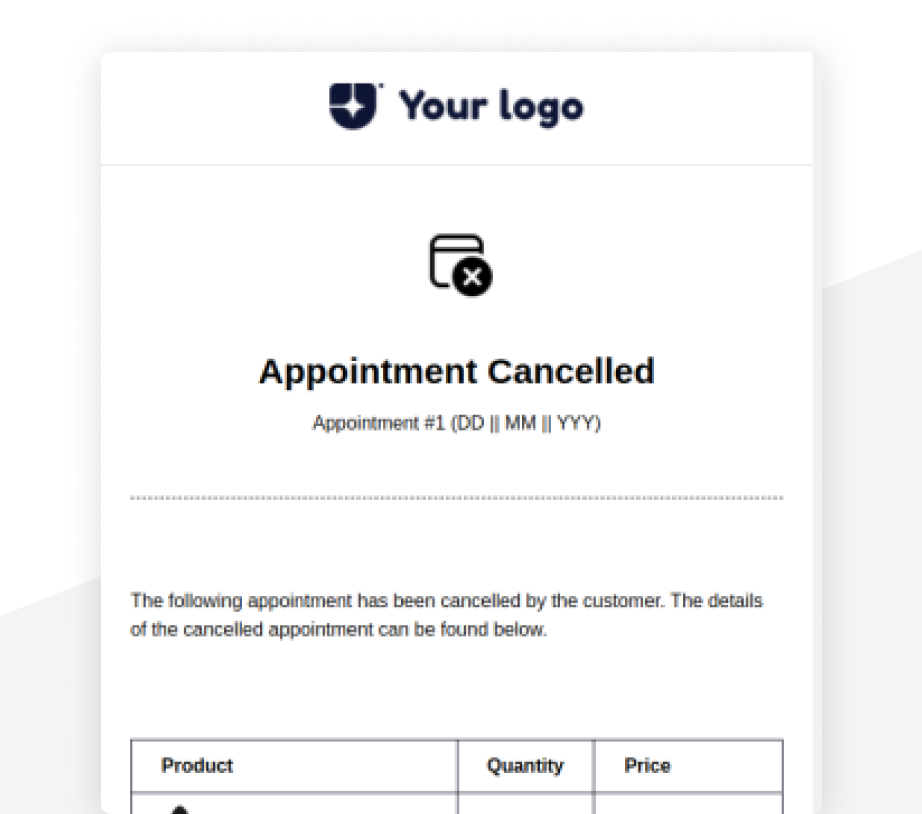 Your logo
Appointment Cancelled
Appointment #1 (DD || MM || YYY)
The following appointment has been cancelled by the customer. The details
of the cancelled appointment can be found below.
Product Quantity Price